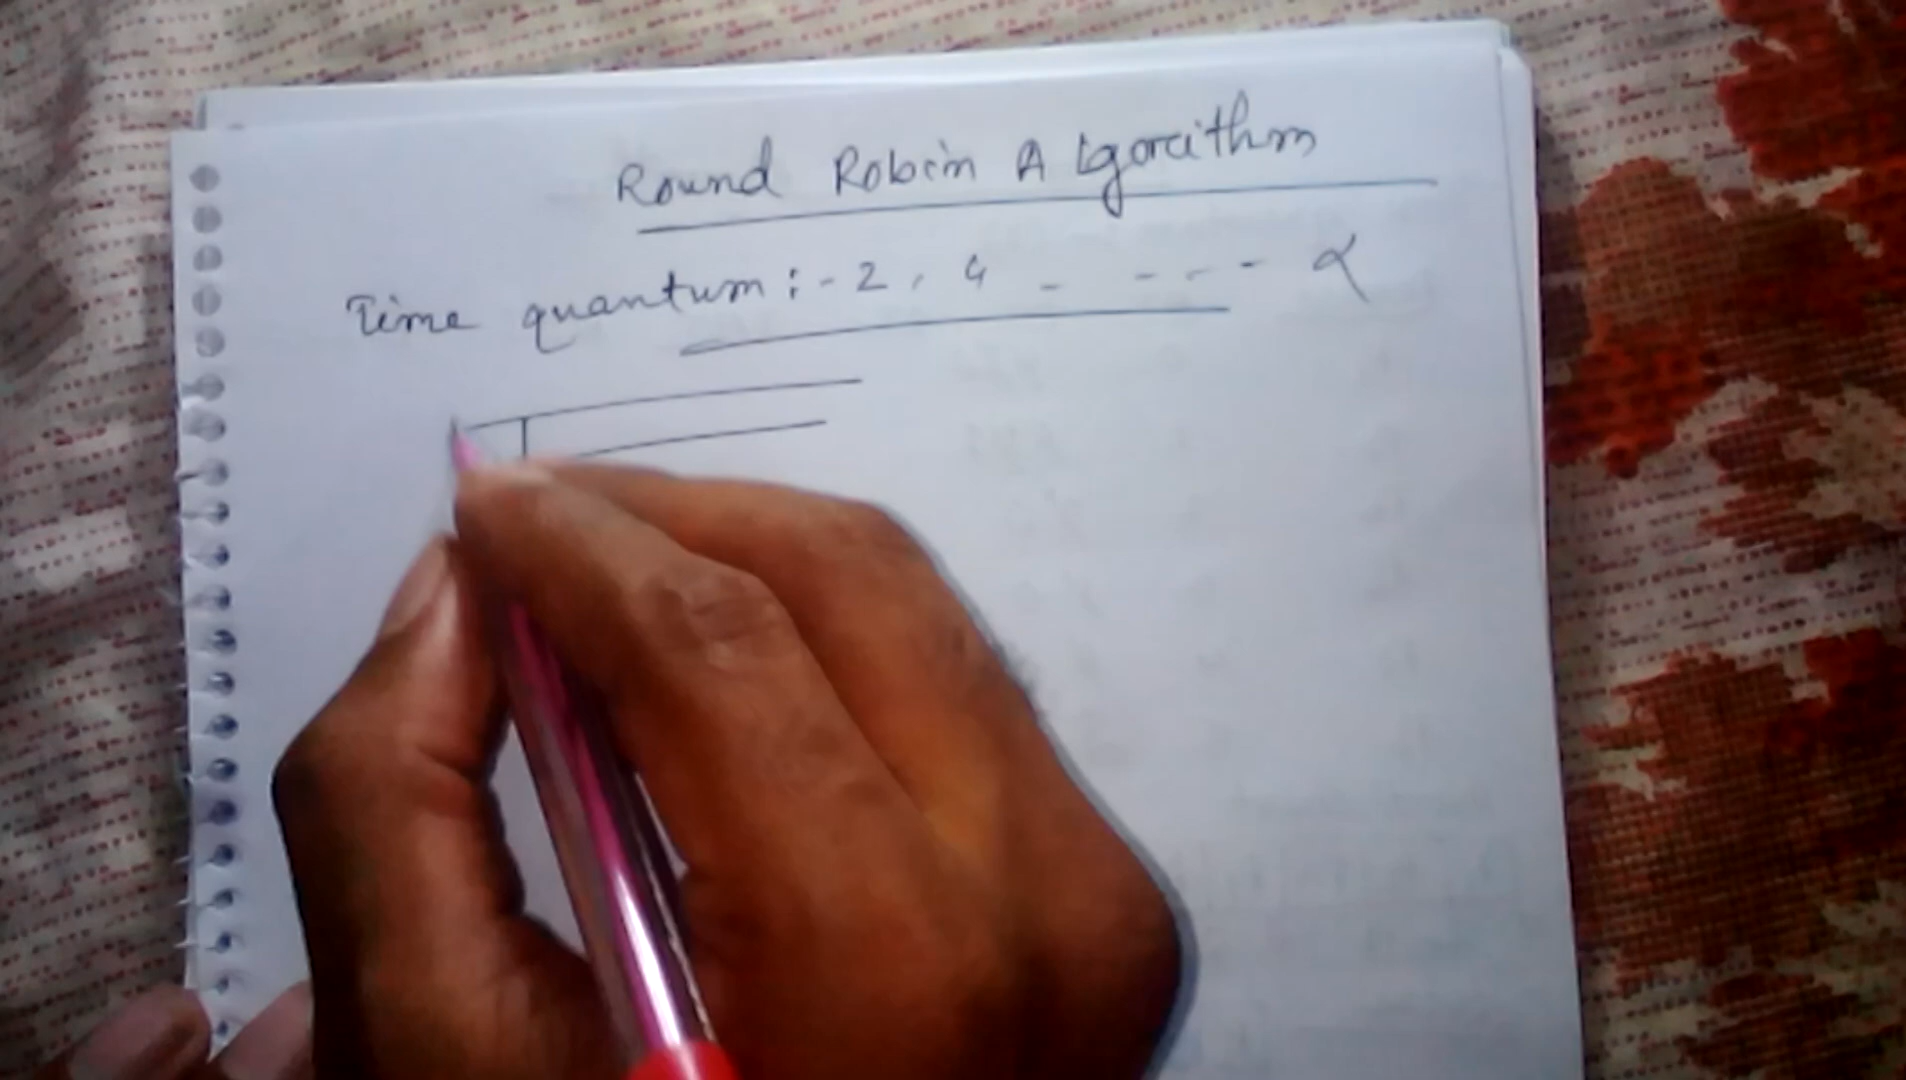 Round Robin Algorithm
Time quantum :- 2, 4 - - - - α